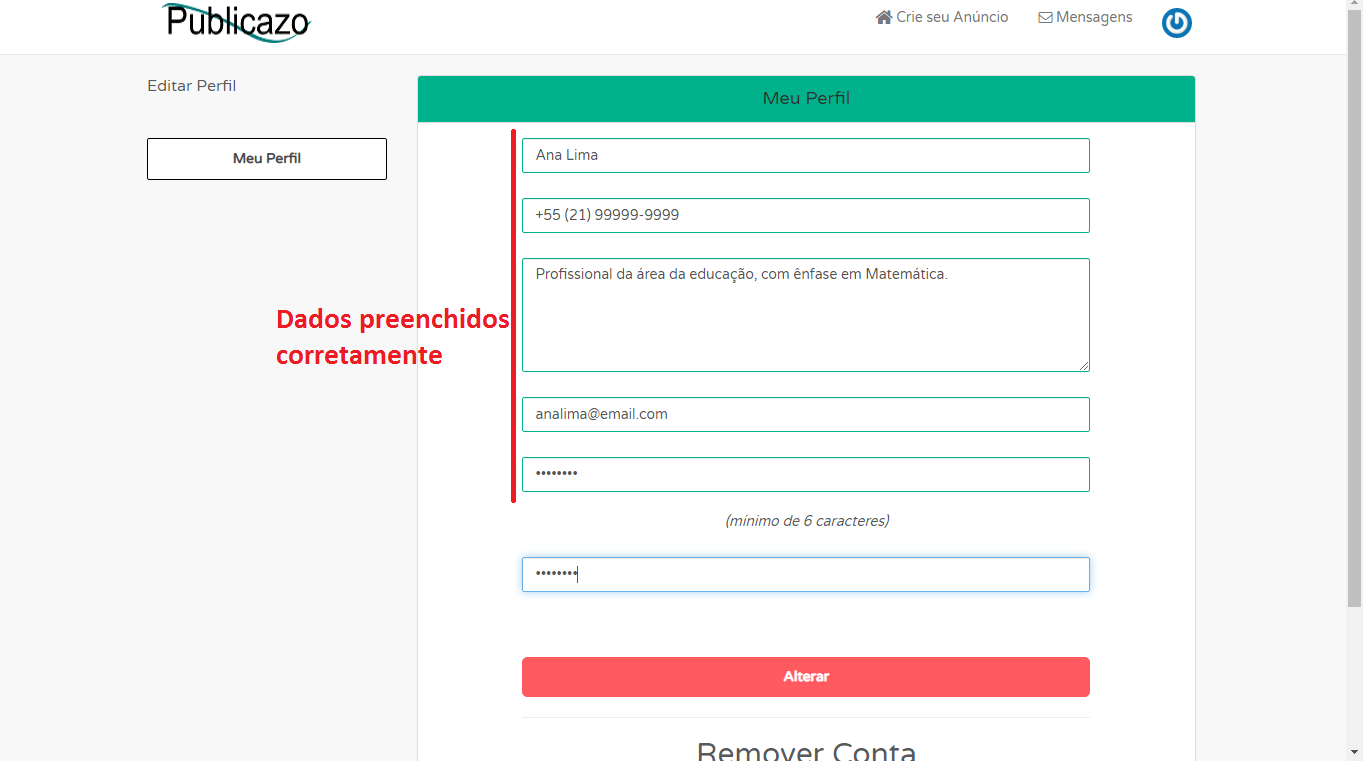 Publicazo
Crie seu Anúncio
Mensagens
Editar Perfil
Meu Perfil
Meu Perfil
Ana Lima
+55 (21) 99999-9999
Profissional da área da educação, com ênfase em Matemática.
Dados preenchidos
corretamente
analima@email.com
••••••••
(mínimo de 6 caracteres)
••••••••
Alterar
Remover Conta